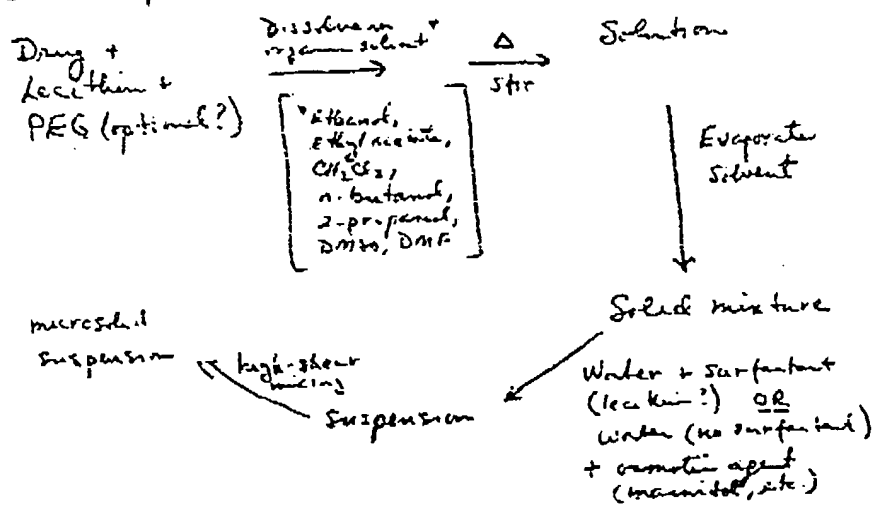 Drug +
Lecithin +
PEG (optional?)
Dissolve in
organic solvent *
[* Ethanol,
Ethyl acetate,
CH2Cl2,
n-butanol,
2-propanol,
DMSO, DMF]
Δ
stir
Solution
Evaporate
Solvent
Solid mixture
Water + surfactant
(lecithin?) OR
water (no surfactant)
+ osmotic agent
(mannitol, etc.)
suspension
high-shear
mixing
microsolid
suspension